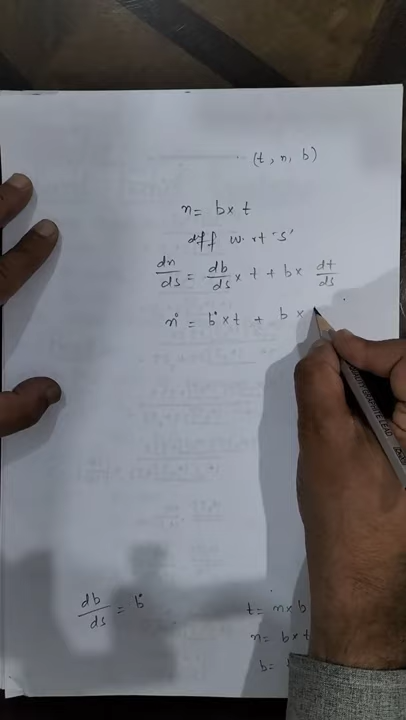 (t, n, b)
n = b × t
diff w.r.t 's'
dn/ds = db/ds × t + b × dt/ds
n° = b° × t + b ×
db/ds = b°
t = n × b
n = b × t
b =